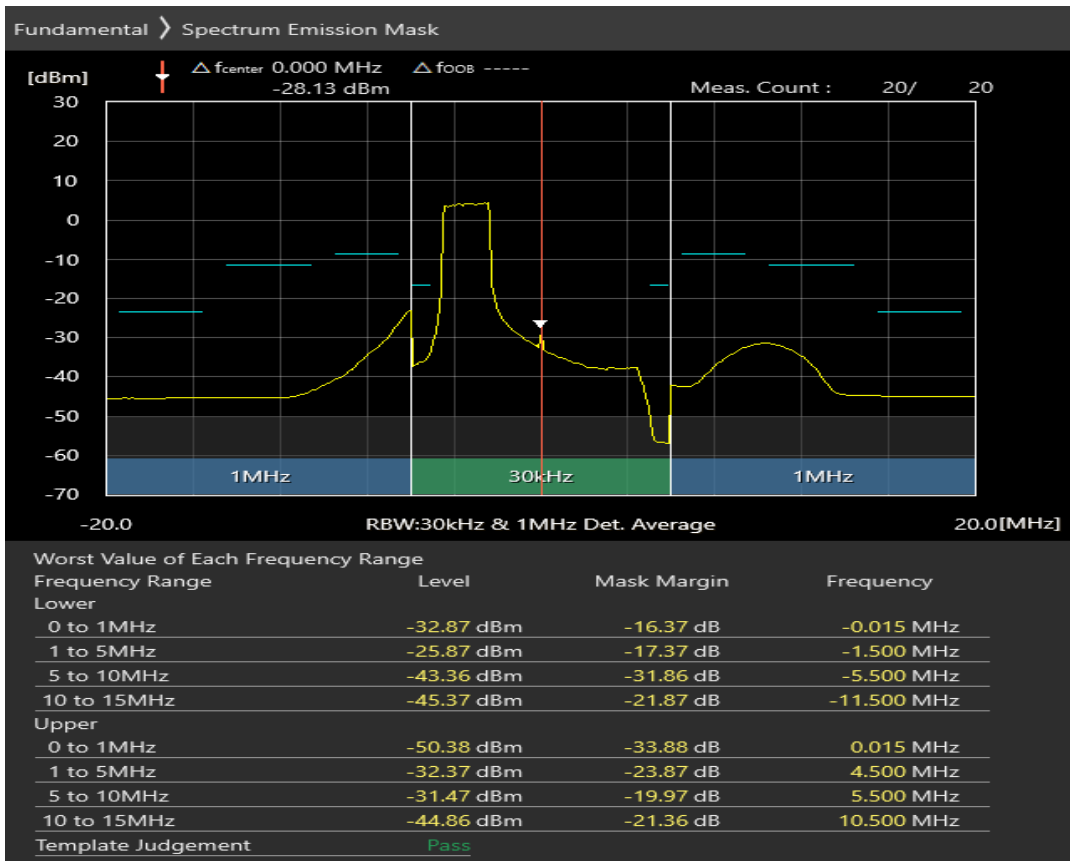 Fundamental ❯ Spectrum Emission Mask
[dBm] △ fcenter 0.000 MHz △ fOOB -----
-28.13 dBm Meas. Count : 20/ 20
30
20
10
0
-10
-20
-30
-40
-50
-60
-70
1MHz 30kHz 1MHz
-20.0 RBW:30kHz & 1MHz Det. Average 20.0[MHz]
Worst Value of Each Frequency Range
Frequency Range Level Mask Margin Frequency
Lower
0 to 1MHz -32.87 dBm -16.37 dB -0.015 MHz
1 to 5MHz -25.87 dBm -17.37 dB -1.500 MHz
5 to 10MHz -43.36 dBm -31.86 dB -5.500 MHz
10 to 15MHz -45.37 dBm -21.87 dB -11.500 MHz
Upper
0 to 1MHz -50.38 dBm -33.88 dB 0.015 MHz
1 to 5MHz -32.37 dBm -23.87 dB 4.500 MHz
5 to 10MHz -31.47 dBm -19.97 dB 5.500 MHz
10 to 15MHz -44.86 dBm -21.36 dB 10.500 MHz
Template Judgement Pass